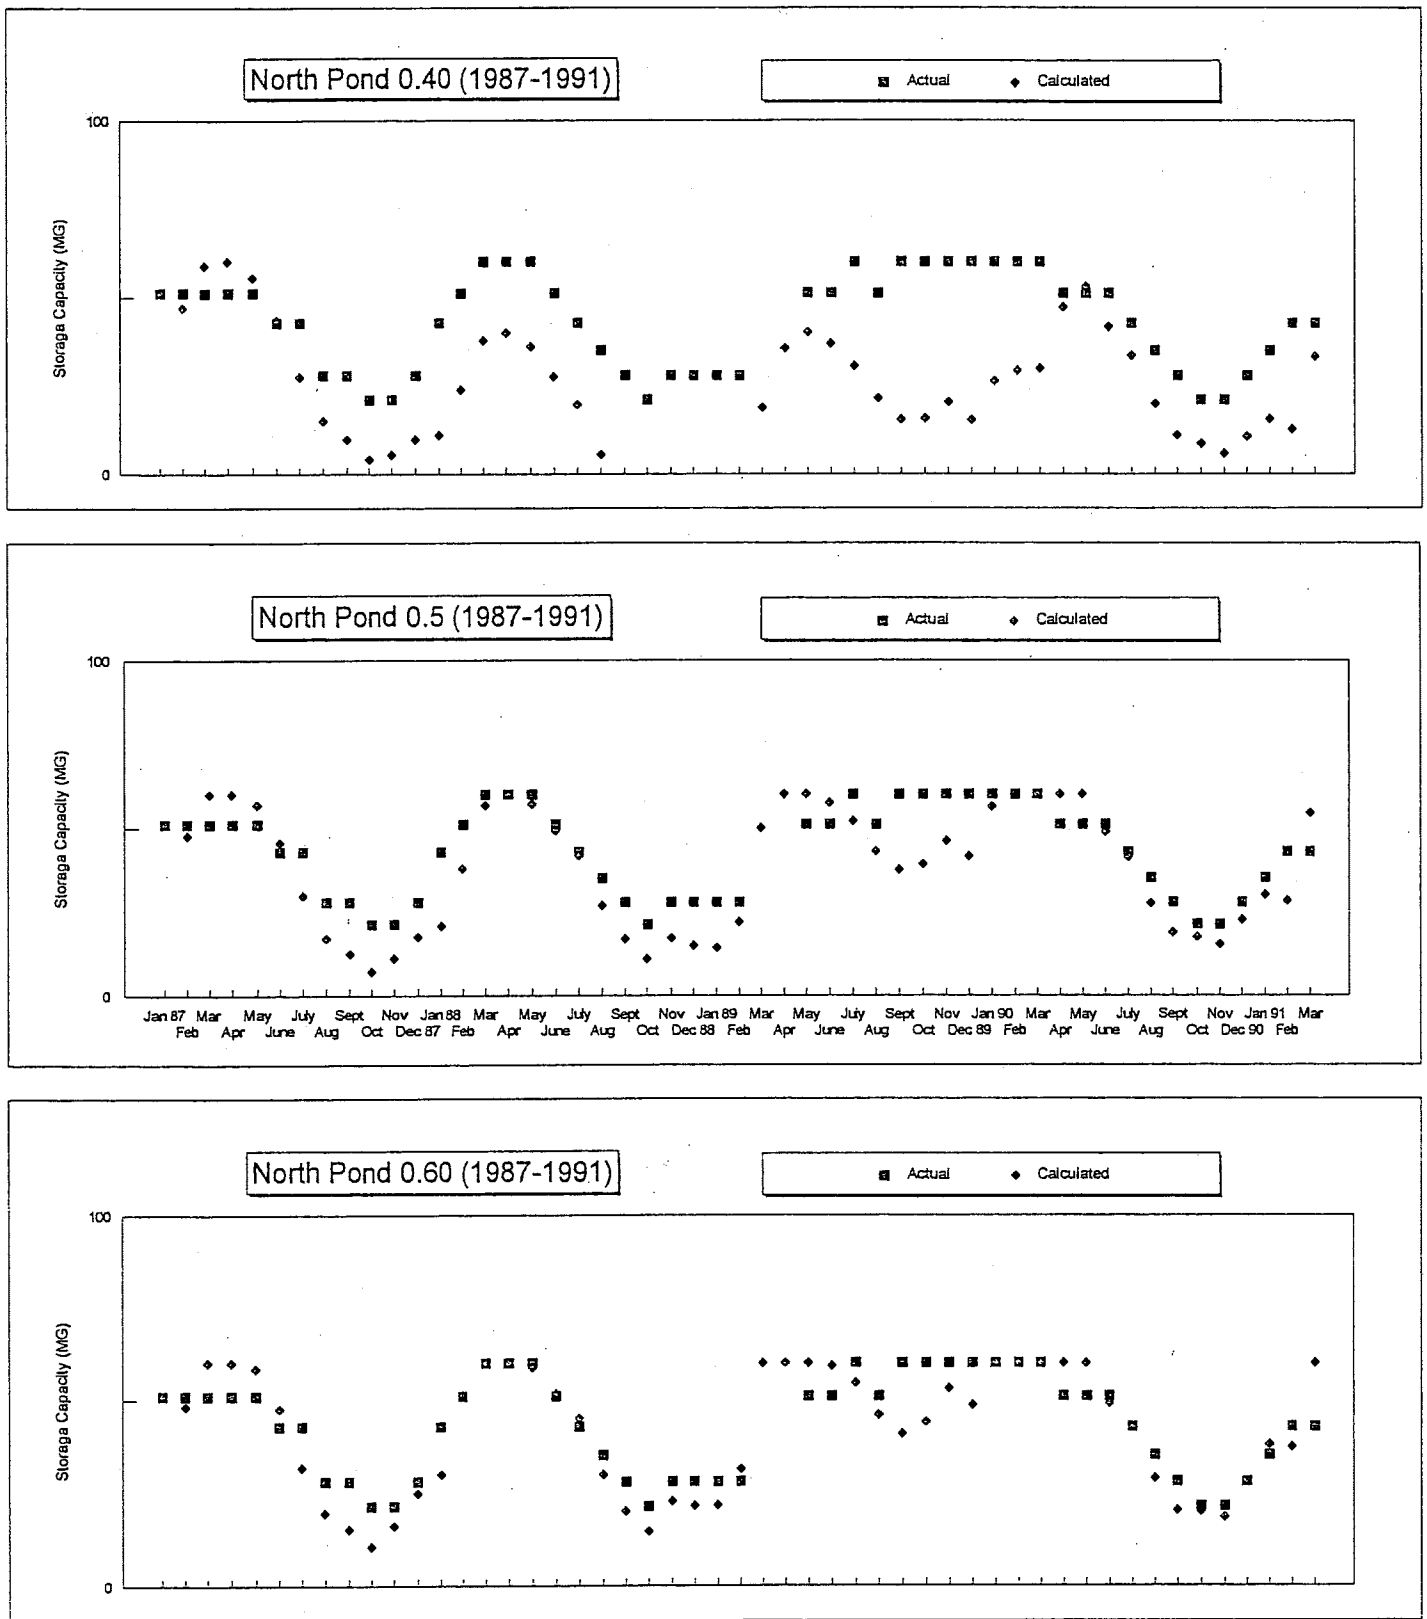 North Pond 0.40 (1987-1991)
Actual Calculated
100
Storaga Capacity (MG)
0
North Pond 0.5 (1987-1991)
Actual Calculated
100
Storaga Capacity (MG)
0
Jan 87 Mar May July Sept Nov Jan 88 Mar May July Sept Nov Jan 89 Mar May July Sept Nov Jan 90 Mar May July Sept Nov Jan 91 Mar
Feb Apr June Aug Oct Dec 87 Feb Apr June Aug Oct Dec 88 Feb Apr June Aug Oct Dec 89 Feb Apr June Aug Oct Dec 90 Feb
North Pond 0.60 (1987-1991)
Actual Calculated
100
Storaga Capacity (MG)
0